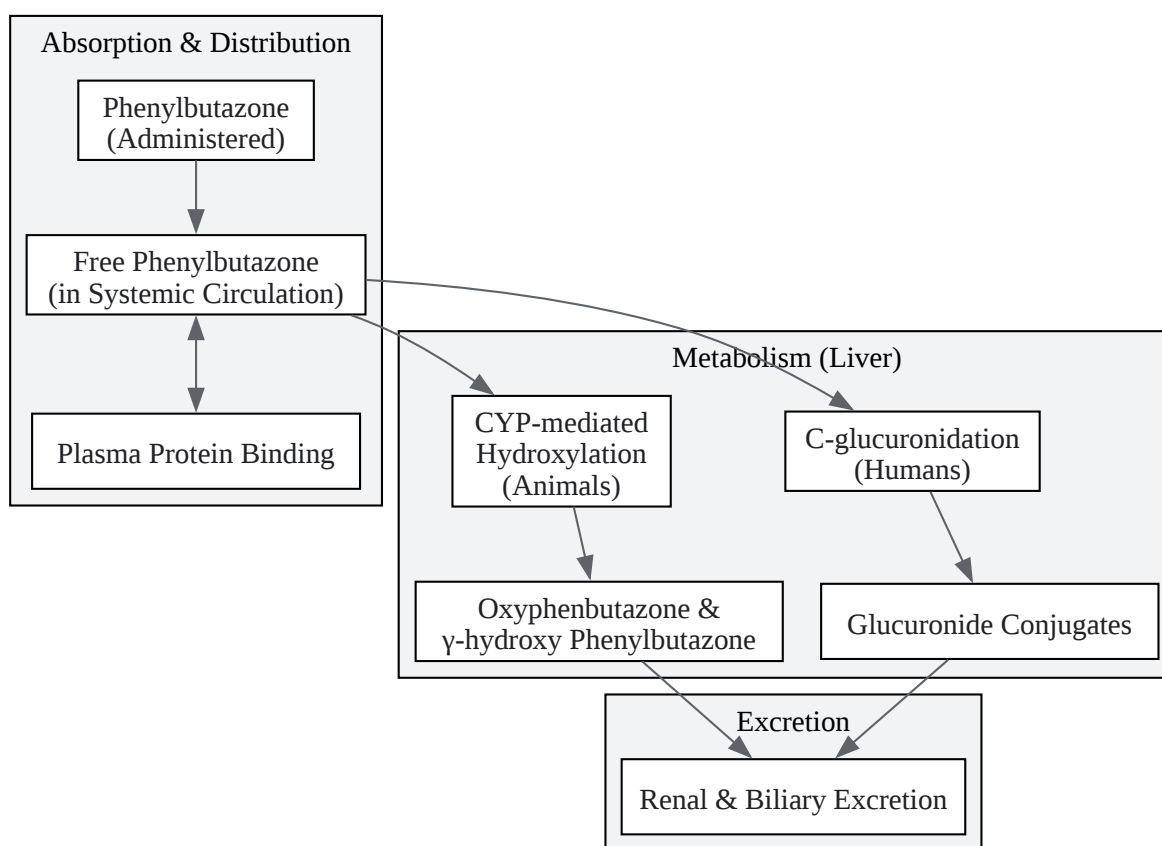 Absorption & Distribution
Phenylbutazone
(Administered)
Free Phenylbutazone
(in Systemic Circulation)
Plasma Protein Binding
Metabolism (Liver)
CYP-mediated
Hydroxylation
(Animals)
C-glucuronidation
(Humans)
Oxyphenbutazone &
γ-hydroxy Phenylbutazone
Glucuronide Conjugates
Excretion
Renal & Biliary Excretion